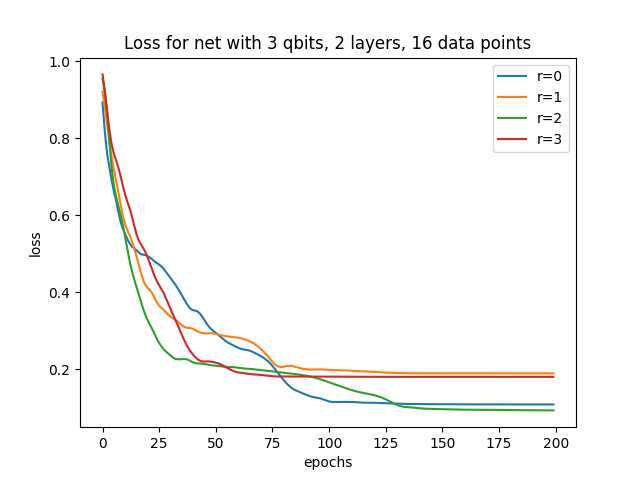 Loss for net with 3 qbits, 2 layers, 16 data points
1.0
0.8
0.6
0.4
0.2
loss
r=0
r=1
r=2
r=3
0 25 50 75 100 125 150 175 200
epochs